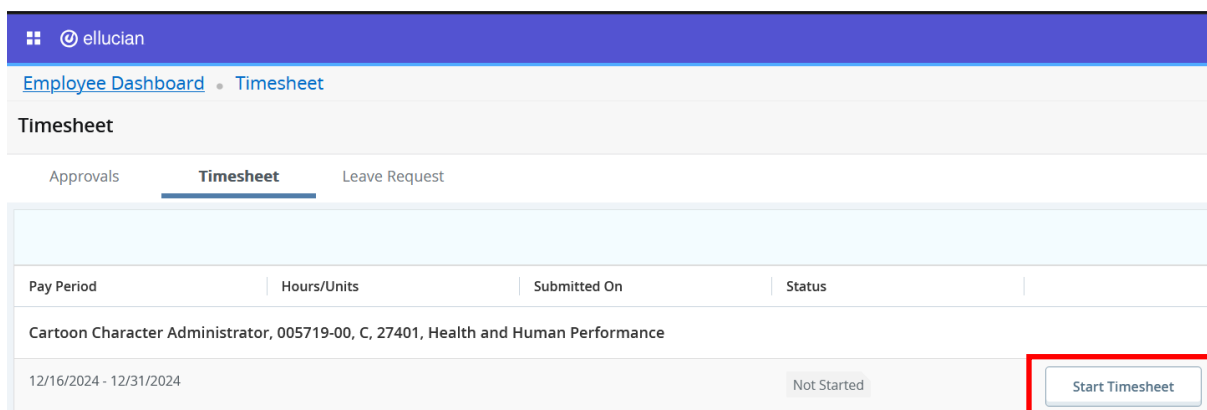 ellucian
Employee Dashboard • Timesheet
Timesheet
Approvals Timesheet Leave Request
Pay Period Hours/Units Submitted On Status
Cartoon Character Administrator, 005719-00, C, 27401, Health and Human Performance
12/16/2024 - 12/31/2024 Not Started Start Timesheet